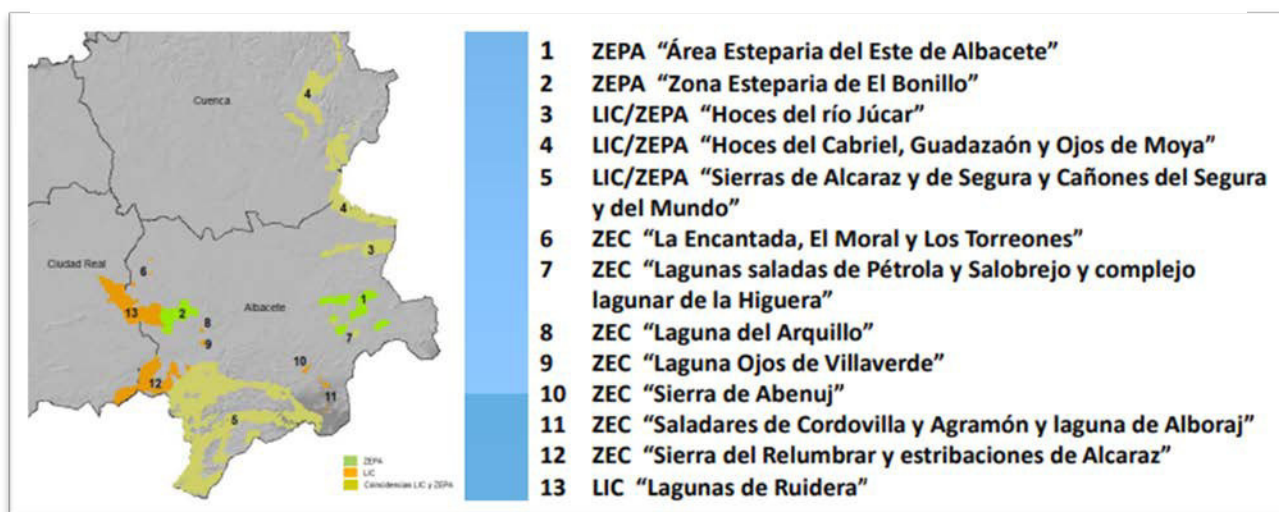 Cuenca
4
4
3
Ciudad Real
6
13
2
Albacete
1
8
7
9
10
12
11
5
ZEPA
LIC
Coincidencias LIC y ZEPA
1 ZEPA “Área Esteparia del Este de Albacete”
2 ZEPA “Zona Esteparia de El Bonillo”
3 LIC/ZEPA “Hoces del río Júcar”
4 LIC/ZEPA “Hoces del Cabriel, Guadazaón y Ojos de Moya”
5 LIC/ZEPA “Sierras de Alcaraz y de Segura y Cañones del Segura
y del Mundo”
6 ZEC “La Encantada, El Moral y Los Torreones”
7 ZEC “Lagunas saladas de Pétrola y Salobrejo y complejo
lagunar de la Higuera”
8 ZEC “Laguna del Arquillo”
9 ZEC “Laguna Ojos de Villaverde”
10 ZEC “Sierra de Abenuj”
11 ZEC “Saladares de Cordovilla y Agramón y laguna de Alboraj”
12 ZEC “Sierra del Relumbrar y estribaciones de Alcaraz”
13 LIC “Lagunas de Ruidera”